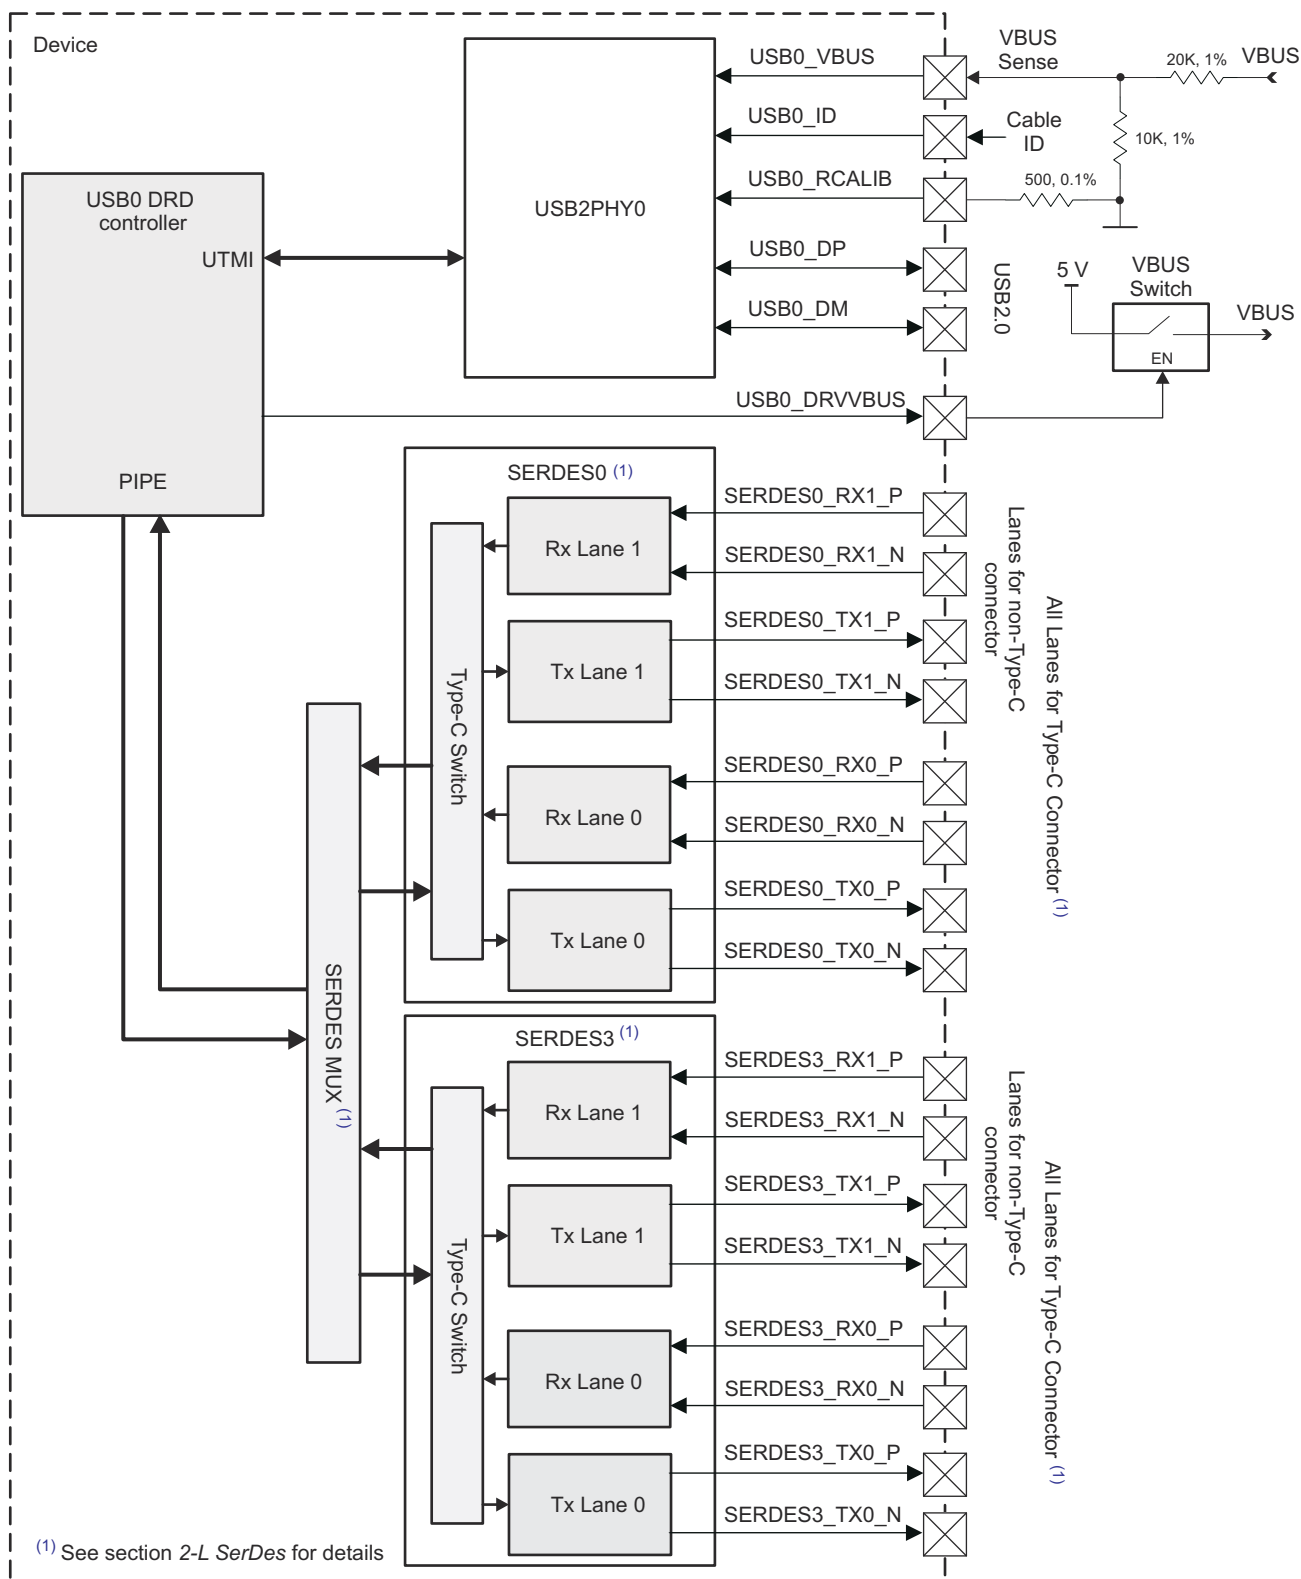 Device
USB0 DRD
controller
UTMI
PIPE
USB2PHY0
USB0_VBUS
USB0_ID
USB0_RCALIB
USB0_DP
USB0_DM
USB0_DRVVBUS
VBUS
Sense
20K, 1%
VBUS
Cable
ID
10K, 1%
500, 0.1%
USB2.0
5 V
VBUS
Switch
EN
VBUS
SERDES0 (1)
Type-C Switch
Rx Lane 1
Tx Lane 1
Rx Lane 0
Tx Lane 0
SERDES0_RX1_P
SERDES0_RX1_N
SERDES0_TX1_P
SERDES0_TX1_N
SERDES0_RX0_P
SERDES0_RX0_N
SERDES0_TX0_P
SERDES0_TX0_N
Lanes for non-Type-C
connector
All Lanes for Type-C Connector (1)
SERDES MUX (1)
SERDES3 (1)
Type-C Switch
Rx Lane 1
Tx Lane 1
Rx Lane 0
Tx Lane 0
SERDES3_RX1_P
SERDES3_RX1_N
SERDES3_TX1_P
SERDES3_TX1_N
SERDES3_RX0_P
SERDES3_RX0_N
SERDES3_TX0_P
SERDES3_TX0_N
Lanes for non-Type-C
connector
All Lanes for Type-C Connector (1)
(1) See section 2-L SerDes for details